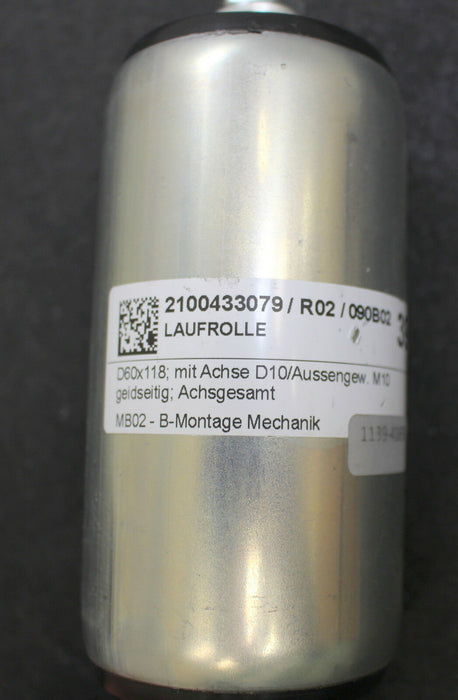 2100433079 / R02 / 090B02
LAUFROLLE
D60x118; mit Achse D10/Aussengew. M10
geidseitig; Achsgesamt
MB02 - B-Montage Mechanik